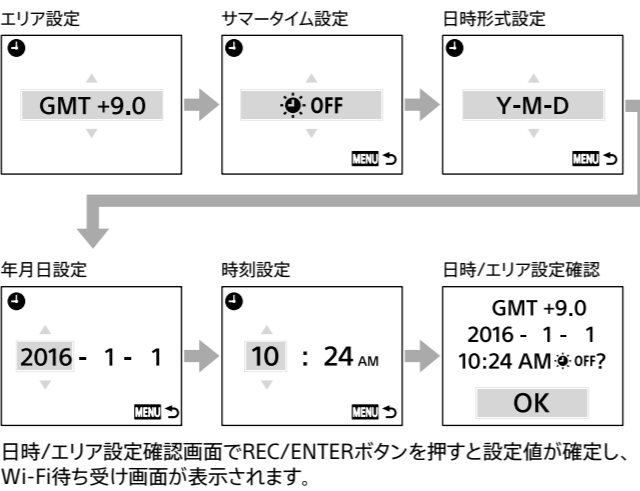 エリア設定
サマータイム設定
日時形式設定
GMT +9.0
OFF
Y-M-D
MENU
MENU
年月日設定
時刻設定
日時/エリア設定確認
2016 - 1 - 1
MENU
10 : 24 AM
MENU
GMT +9.0
2016 - 1 - 1
10:24 AM OFF?
OK
日時/エリア設定確認画面でREC/ENTERボタンを押すと設定値が確定し、
Wi-Fi待ち受け画面が表示されます。